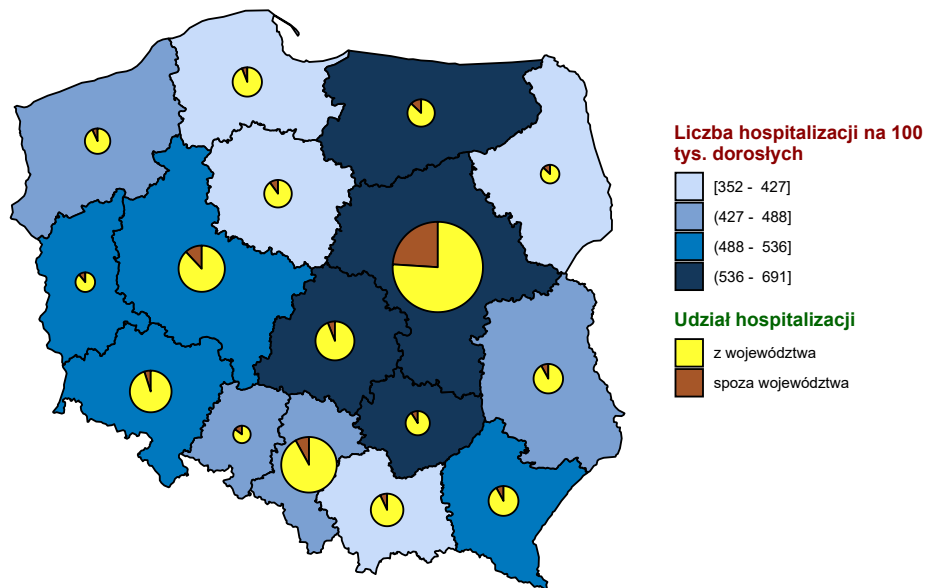 Liczba hospitalizacji na 100
tys. dorosłych
[352 - 427]
(427 - 488]
(488 - 536]
(536 - 691]
Udział hospitalizacji
z województwa
spoza województwa